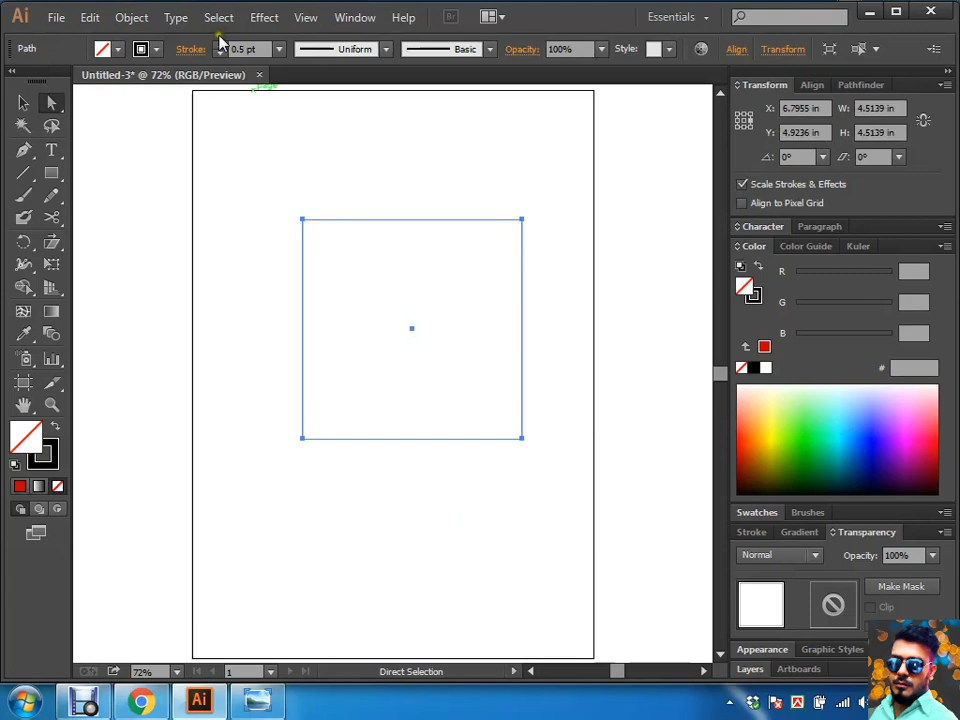 Ai File Edit Object Type Select Effect View Window Help Br Essentials
Path Stroke: 0.5 pt Uniform Basic Opacity: 100% Style: Align Transform
Untitled-3* @ 72% (RGB/Preview)
page
Transform Align Pathfinder
X: 6.7955 in W: 4.5139 in
Y: 4.9236 in H: 4.5139 in
0° 0°
Scale Strokes & Effects
Align to Pixel Grid
Character Paragraph
Color Color Guide Kuler
R
G
B
#
Swatches Brushes
Stroke Gradient Transparency
Normal Opacity: 100%
Make Mask
Clip
Appearance Graphic Styles
Layers Artboards
72% 1 Direct Selection
Ai